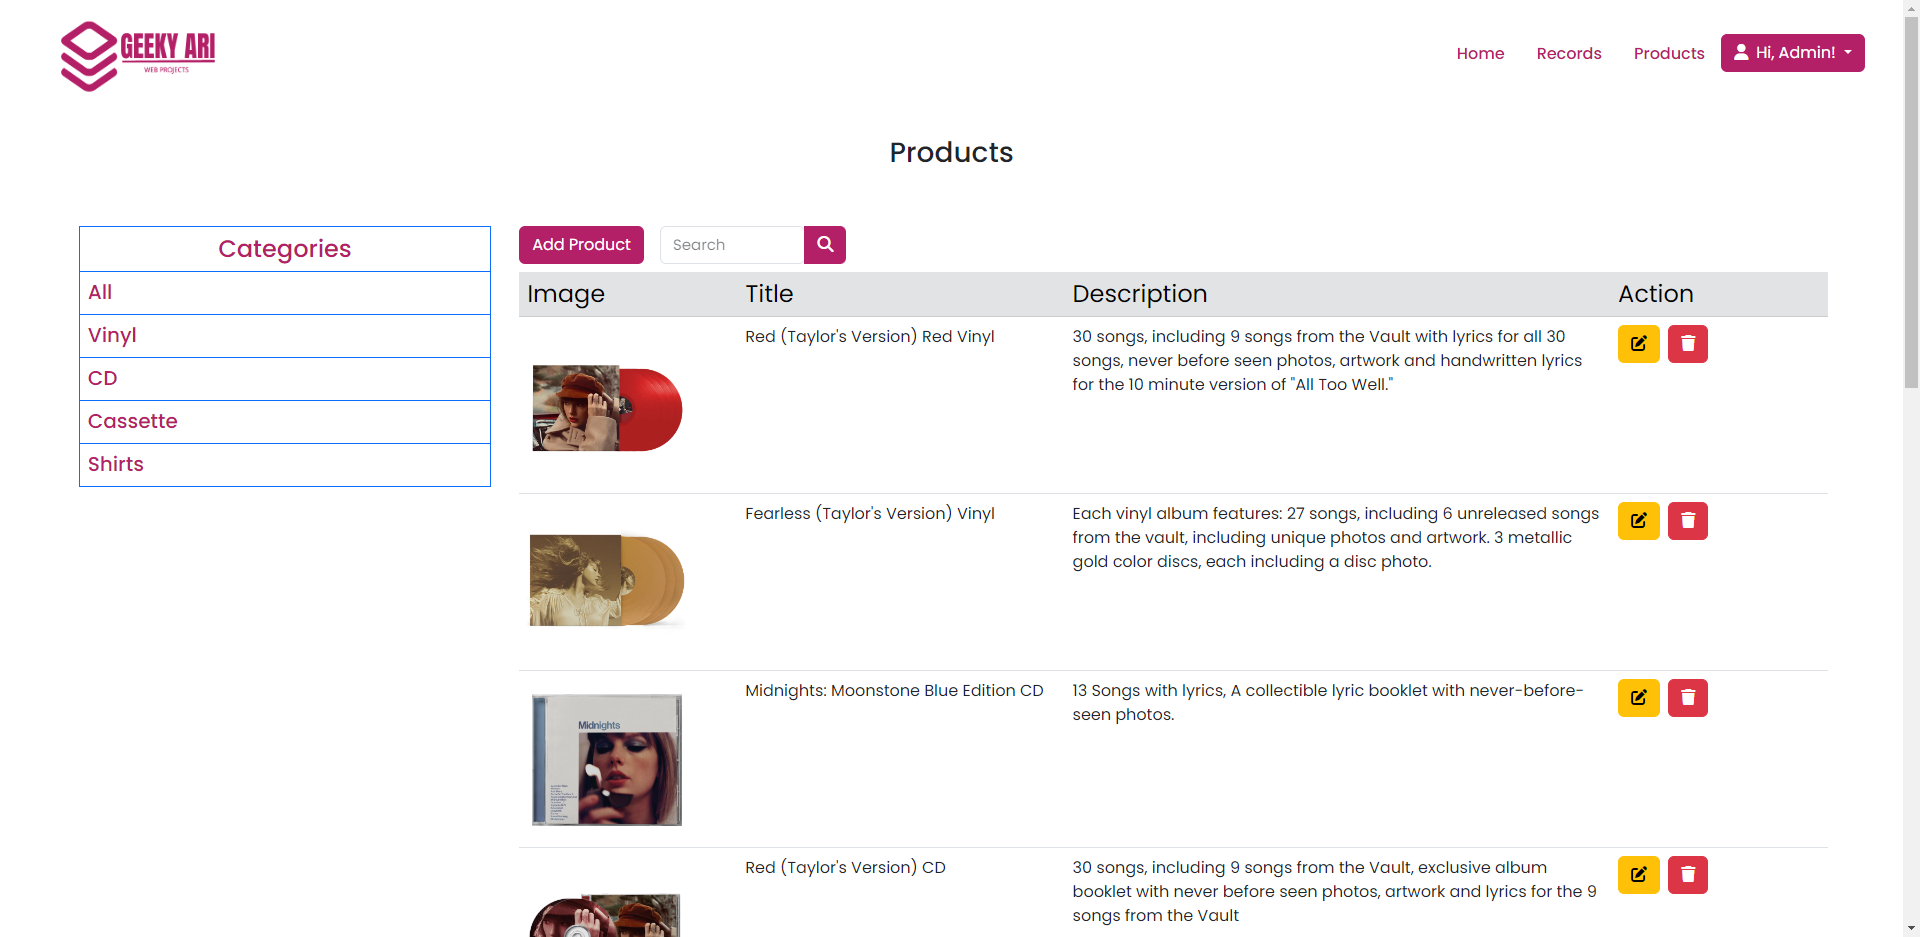 GEEKY ARI
WEB PROJECTS
Home
Records
Products
Hi, Admin!
Products
Categories
All
Vinyl
CD
Cassette
Shirts
Add Product
Search
Image
Title
Description
Action
Red (Taylor's Version) Red Vinyl
30 songs, including 9 songs from the Vault with lyrics for all 30
songs, never before seen photos, artwork and handwritten lyrics
for the 10 minute version of "All Too Well."
Fearless (Taylor's Version) Vinyl
Each vinyl album features: 27 songs, including 6 unreleased songs
from the vault, including unique photos and artwork. 3 metallic
gold color discs, each including a disc photo.
Midnights
Midnights: Moonstone Blue Edition CD
13 Songs with lyrics, A collectible lyric booklet with never-before-
seen photos.
Red (Taylor's Version) CD
30 songs, including 9 songs from the Vault, exclusive album
booklet with never before seen photos, artwork and lyrics for the 9
songs from the Vault